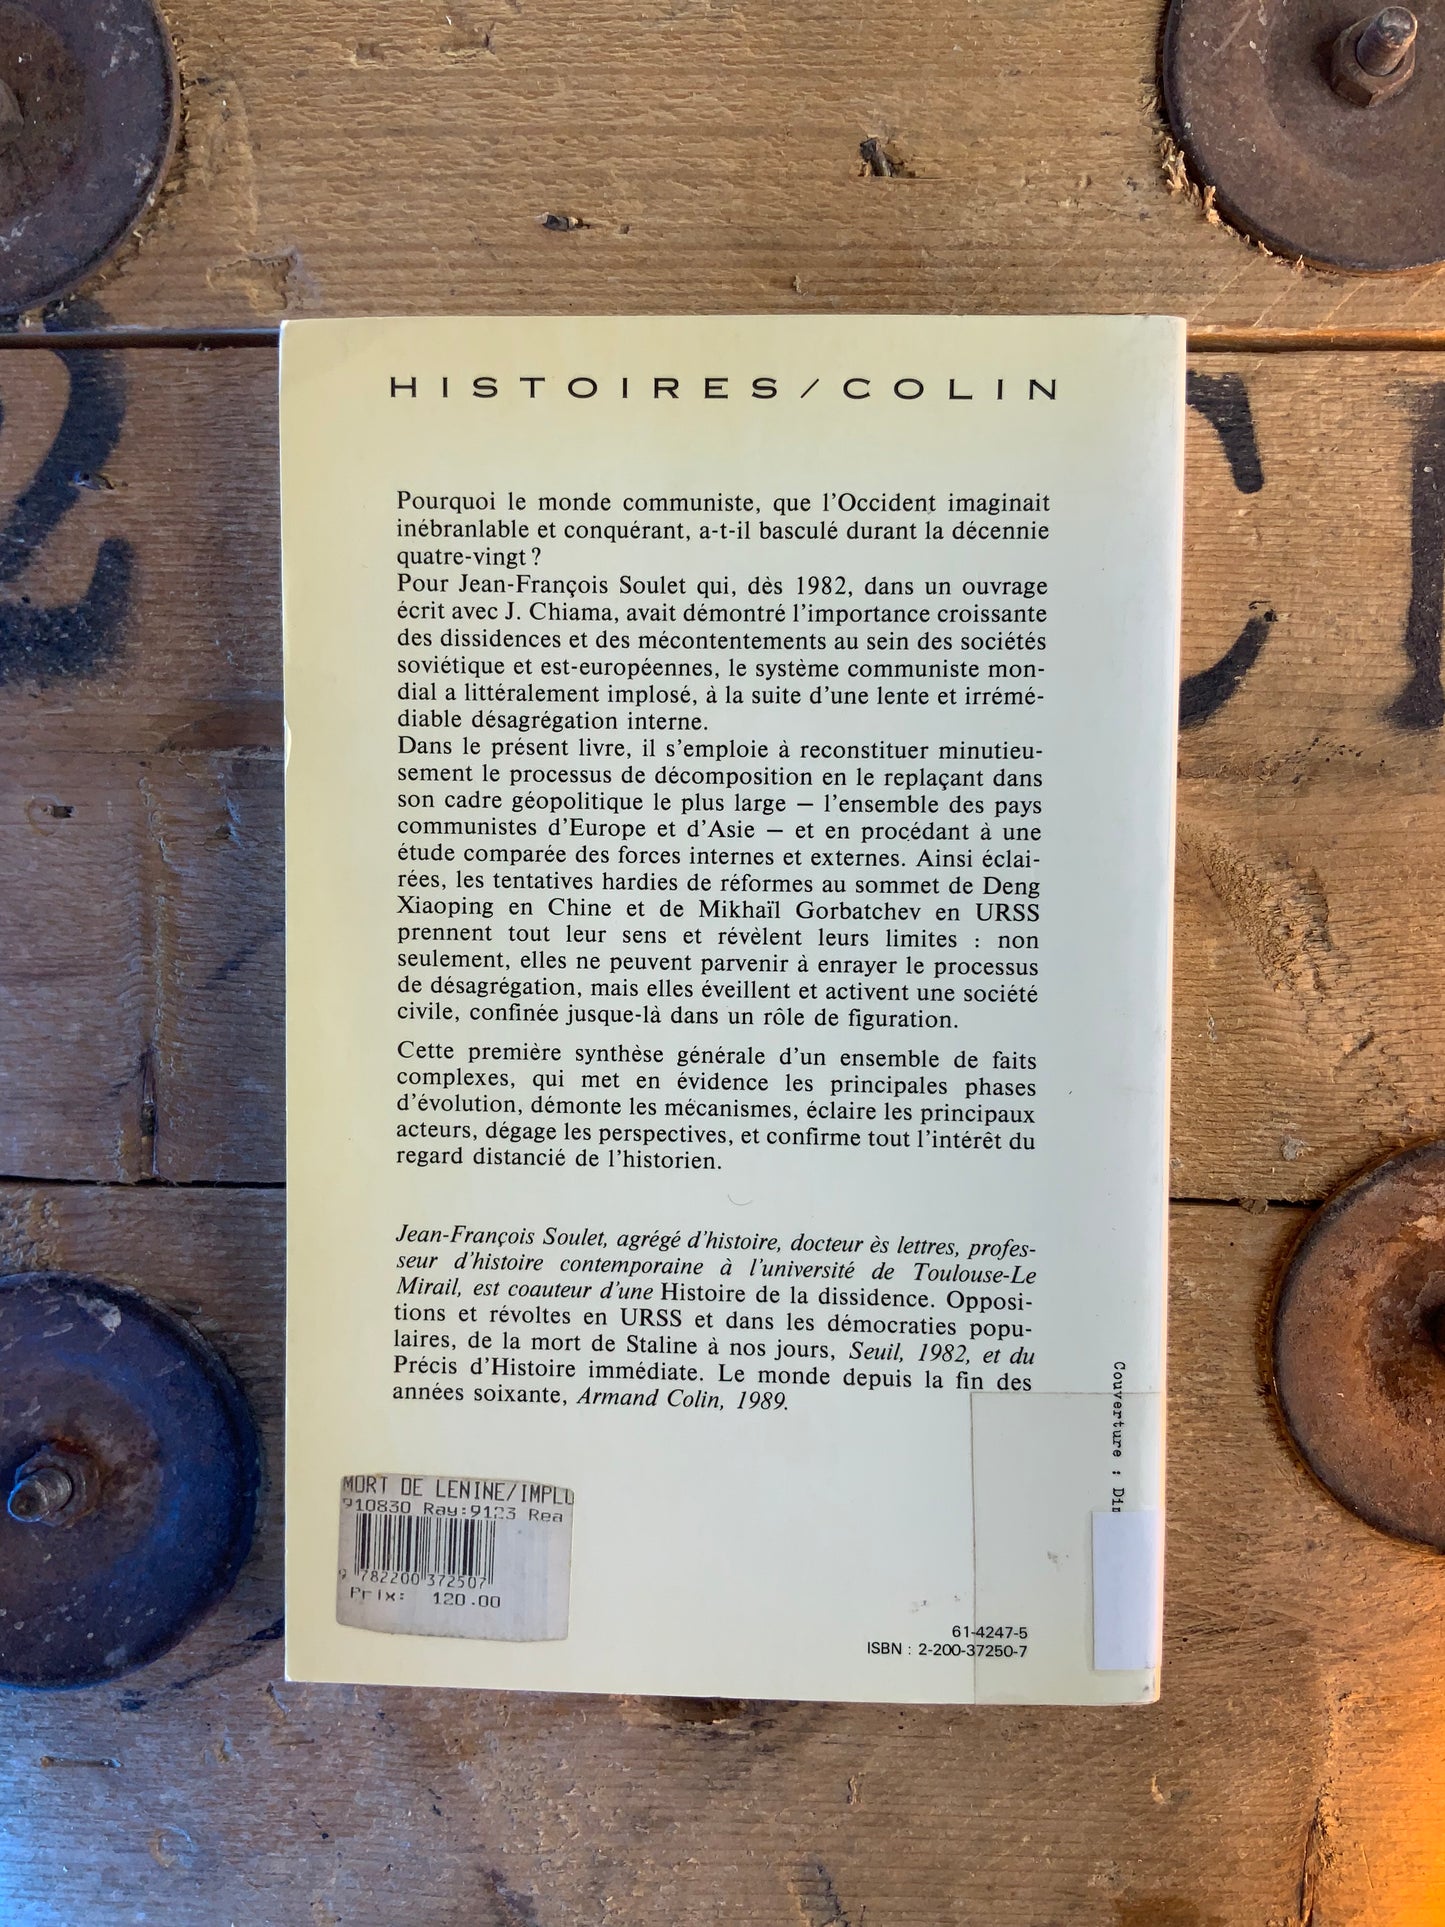 HISTOIRES/COLIN
Pourquoi le monde communiste, que l'Occident imaginait
inébranlable et conquérant, a-t-il basculé durant la décennie
quatre-vingt ?
Pour Jean-François Soulet qui, dès 1982, dans un ouvrage
écrit avec J. Chiama, avait démontré l'importance croissante
des dissidences et des mécontentements au sein des sociétés
soviétique et est-européennes, le système communiste mon-
dial a littéralement implosé, à la suite d'une lente et irrémé-
diable désagrégation interne.
Dans le présent livre, il s'emploie à reconstituer minutieu-
sement le processus de décomposition en le replaçant dans
son cadre géopolitique le plus large — l'ensemble des pays
communistes d'Europe et d'Asie — et en procédant à une
étude comparée des forces internes et externes. Ainsi éclai-
rées, les tentatives hardies de réformes au sommet de Deng
Xiaoping en Chine et de Mikhaïl Gorbatchev en URSS
prennent tout leur sens et révèlent leurs limites : non
seulement, elles ne peuvent parvenir à enrayer le processus
de désagrégation, mais elles éveillent et activent une société
civile, confinée jusque-là dans un rôle de figuration.
Cette première synthèse générale d'un ensemble de faits
complexes, qui met en évidence les principales phases
d'évolution, démonte les mécanismes, éclaire les principaux
acteurs, dégage les perspectives, et confirme tout l'intérêt du
regard distancié de l'historien.
Jean-François Soulet, agrégé d'histoire, docteur ès lettres, profes-
seur d'histoire contemporaine à l'université de Toulouse-Le
Mirail, est coauteur d'une Histoire de la dissidence. Opposi-
tions et révoltes en URSS et dans les démocraties popu-
laires, de la mort de Staline à nos jours, Seuil, 1982, et du
Précis d'Histoire immédiate. Le monde depuis la fin des
années soixante, Armand Colin, 1989.
Couverture :
MORT DE LENINE/IMPLO
910830 Ray:9123 Rea
9 782200 372507
Prix: 120.00
61-4247-5
ISBN : 2-200-37250-7